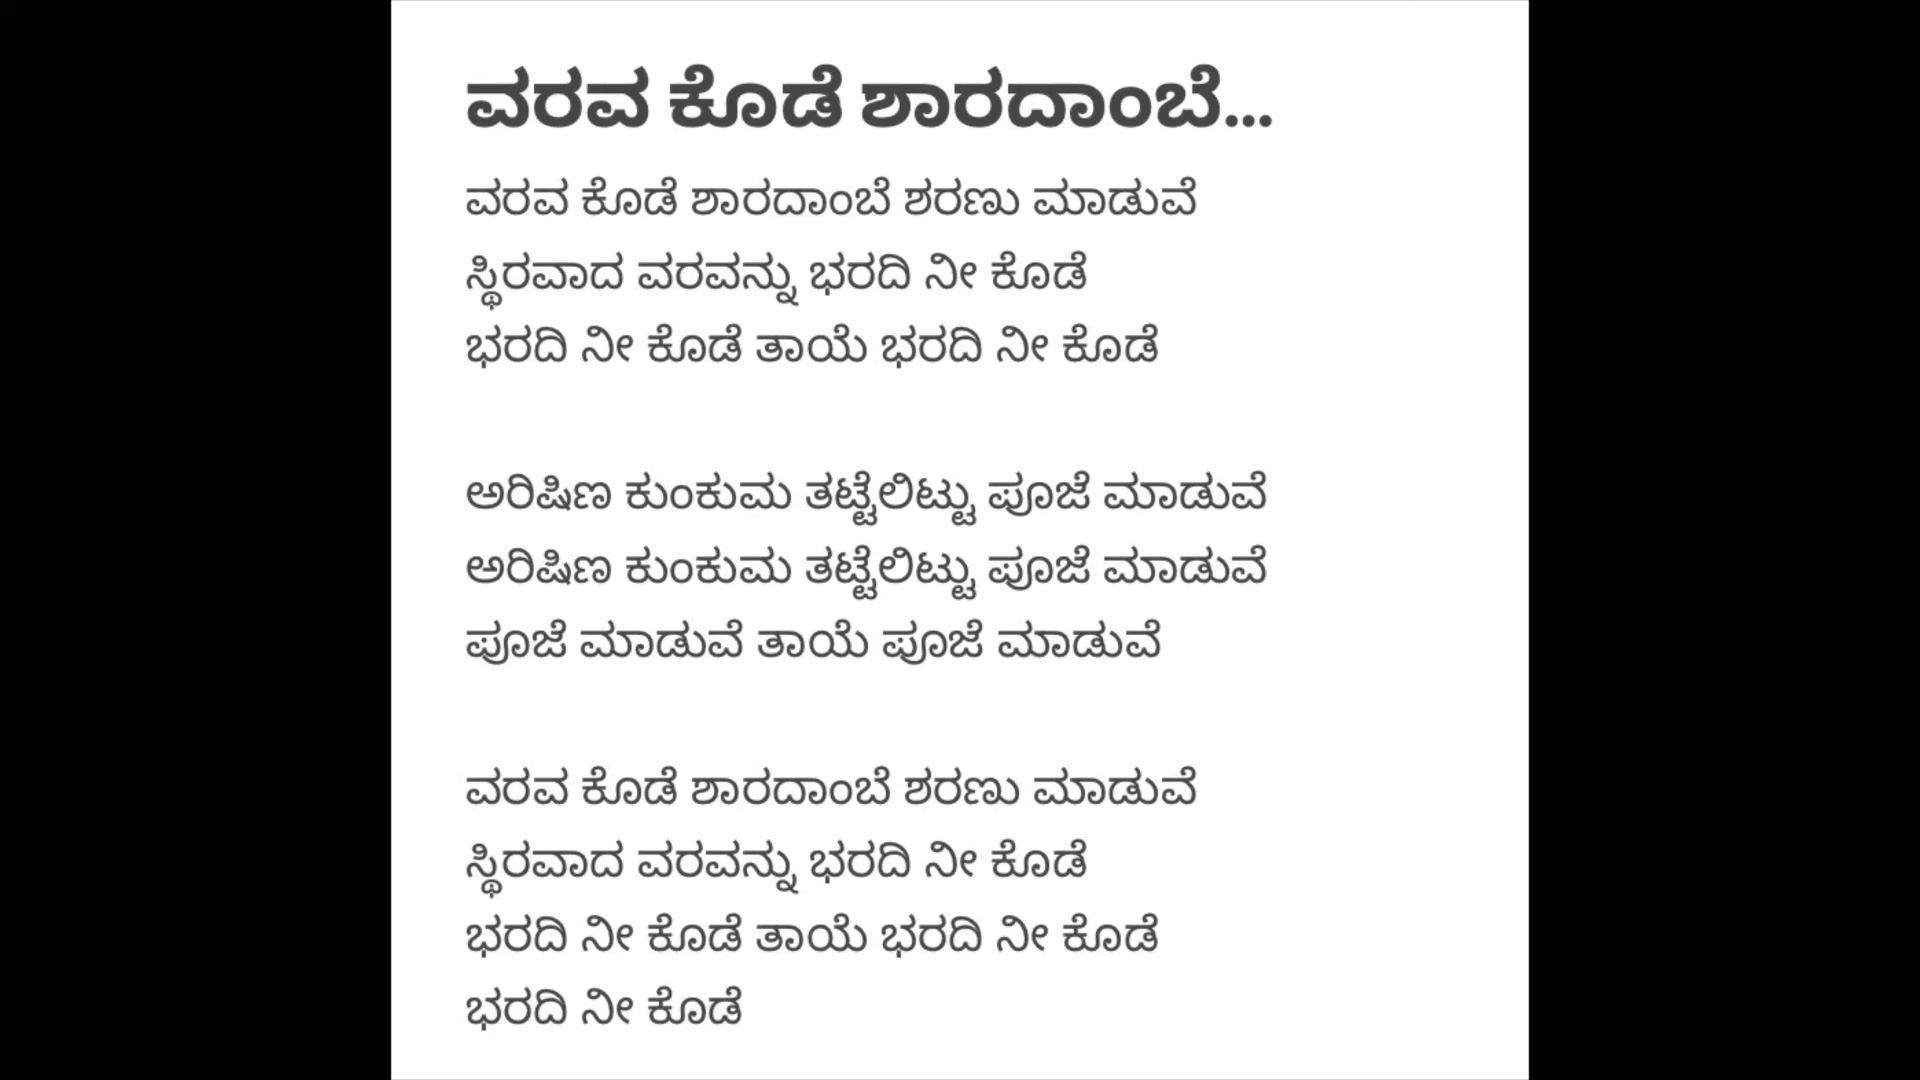 ವರವ ಕೊಡೆ ಶಾರದಾಂಬೆ...
ವರವ ಕೊಡೆ ಶಾರದಾಂಬೆ ಶರಣು ಮಾಡುವೆ
ಸ್ಥಿರವಾದ ವರವನ್ನು ಭರದಿ ನೀ ಕೊಡೆ
ಭರದಿ ನೀ ಕೊಡೆ ತಾಯೆ ಭರದಿ ನೀ ಕೊಡೆ
ಅರಿಷಿಣ ಕುಂಕುಮ ತಟ್ಟೆಲಿಟ್ಟು ಪೂಜೆ ಮಾಡುವೆ
ಅರಿಷಿಣ ಕುಂಕುಮ ತಟ್ಟೆಲಿಟ್ಟು ಪೂಜೆ ಮಾಡುವೆ
ಪೂಜೆ ಮಾಡುವೆ ತಾಯೆ ಪೂಜೆ ಮಾಡುವೆ
ವರವ ಕೊಡೆ ಶಾರದಾಂಬೆ ಶರಣು ಮಾಡುವೆ
ಸ್ಥಿರವಾದ ವರವನ್ನು ಭರದಿ ನೀ ಕೊಡೆ
ಭರದಿ ನೀ ಕೊಡೆ ತಾಯೆ ಭರದಿ ನೀ ಕೊಡೆ
ಭರದಿ ನೀ ಕೊಡೆ